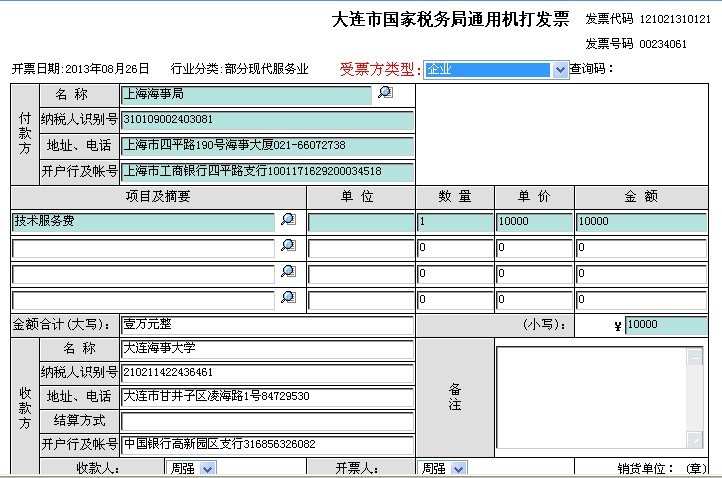 大连市国家税务局通用机打发票 发票代码 121021310121
发票号码 00234061
开票日期:2013年08月26日 行业分类:部分现代服务业 受票方类型: 企业 查询码:
付款方
名 称 上海海事局
纳税人识别号 310109002403081
地址、电话 上海市四平路190号海事大厦021-66072738
开户行及帐号 上海市工商银行四平路支行1001171629200034518
项目及摘要 单 位 数 量 单 价 金 额
技术服务费 1 10000 10000
0 0 0
0 0 0
0 0 0
金额合计(大写): 壹万元整 (小写): ¥ 10000
收款方
名 称 大连海事大学
纳税人识别号 210211422436461
地址、电话 大连市甘井子区凌海路1号84729530
结算方式
开户行及帐号 中国银行高新园区支行316856326082
备注
收款人: 周强 开票人: 周强 销货单位: (章)